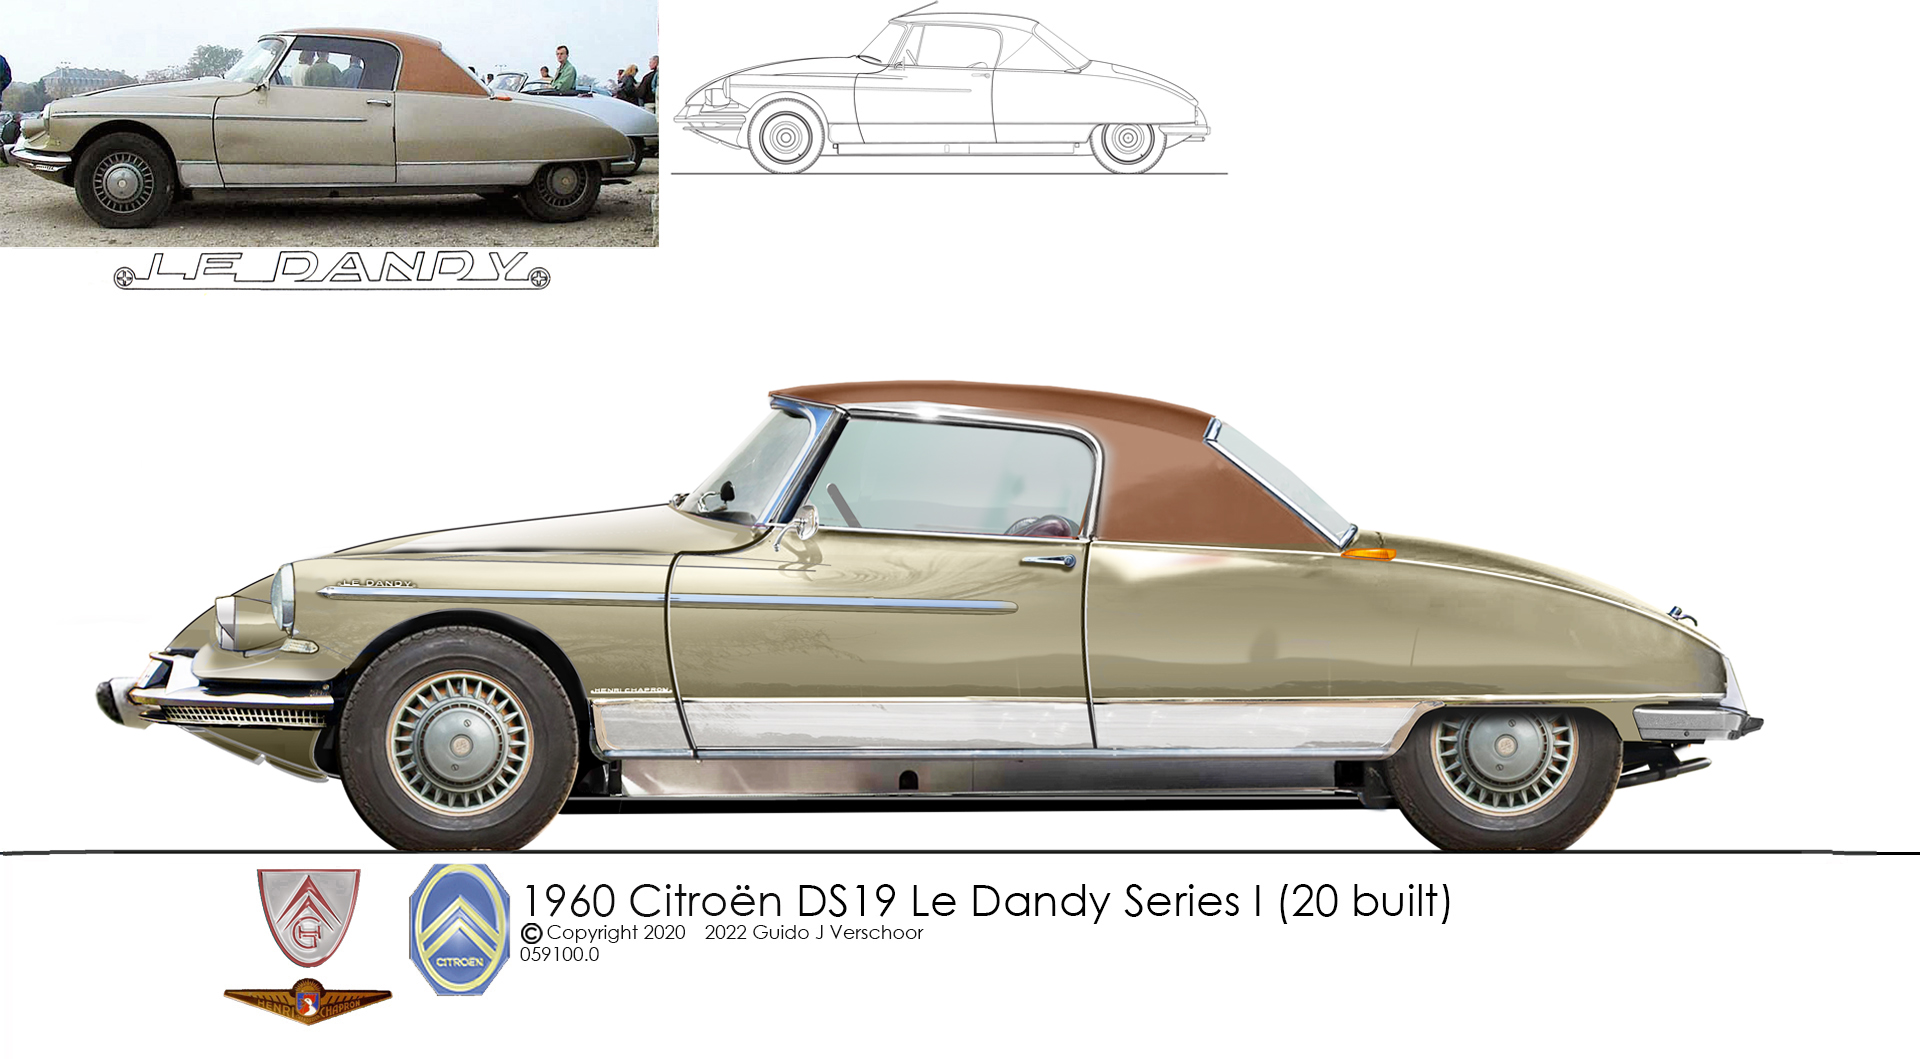 LE DANDY
LE DANDY
HENRI CHAPRON
1960 Citroën DS19 Le Dandy Series I (20 built)
© Copyright 2020 2022 Guido J Verschoor
059100.0
CITROËN
HENRI CHAPRON